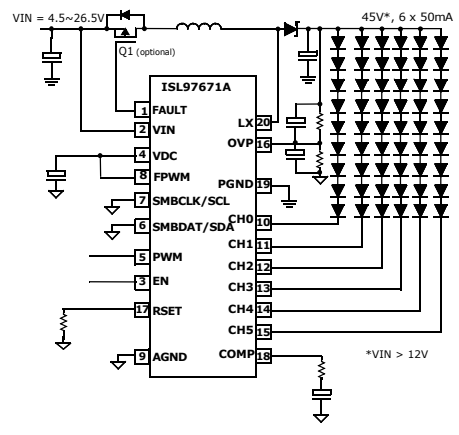 VIN = 4.5~26.5V
45V*, 6 x 50mA
Q1 (optional)
ISL97671A
1 FAULT
2 VIN
4 VDC
8 FPWM
7 SMBCLK/SCL
6 SMBDAT/SDA
5 PWM
3 EN
17 RSET
9 AGND
LX 20
OVP 16
PGND 19
CH0 10
CH1 11
CH2 12
CH3 13
CH4 14
CH5 15
COMP 18
*VIN > 12V